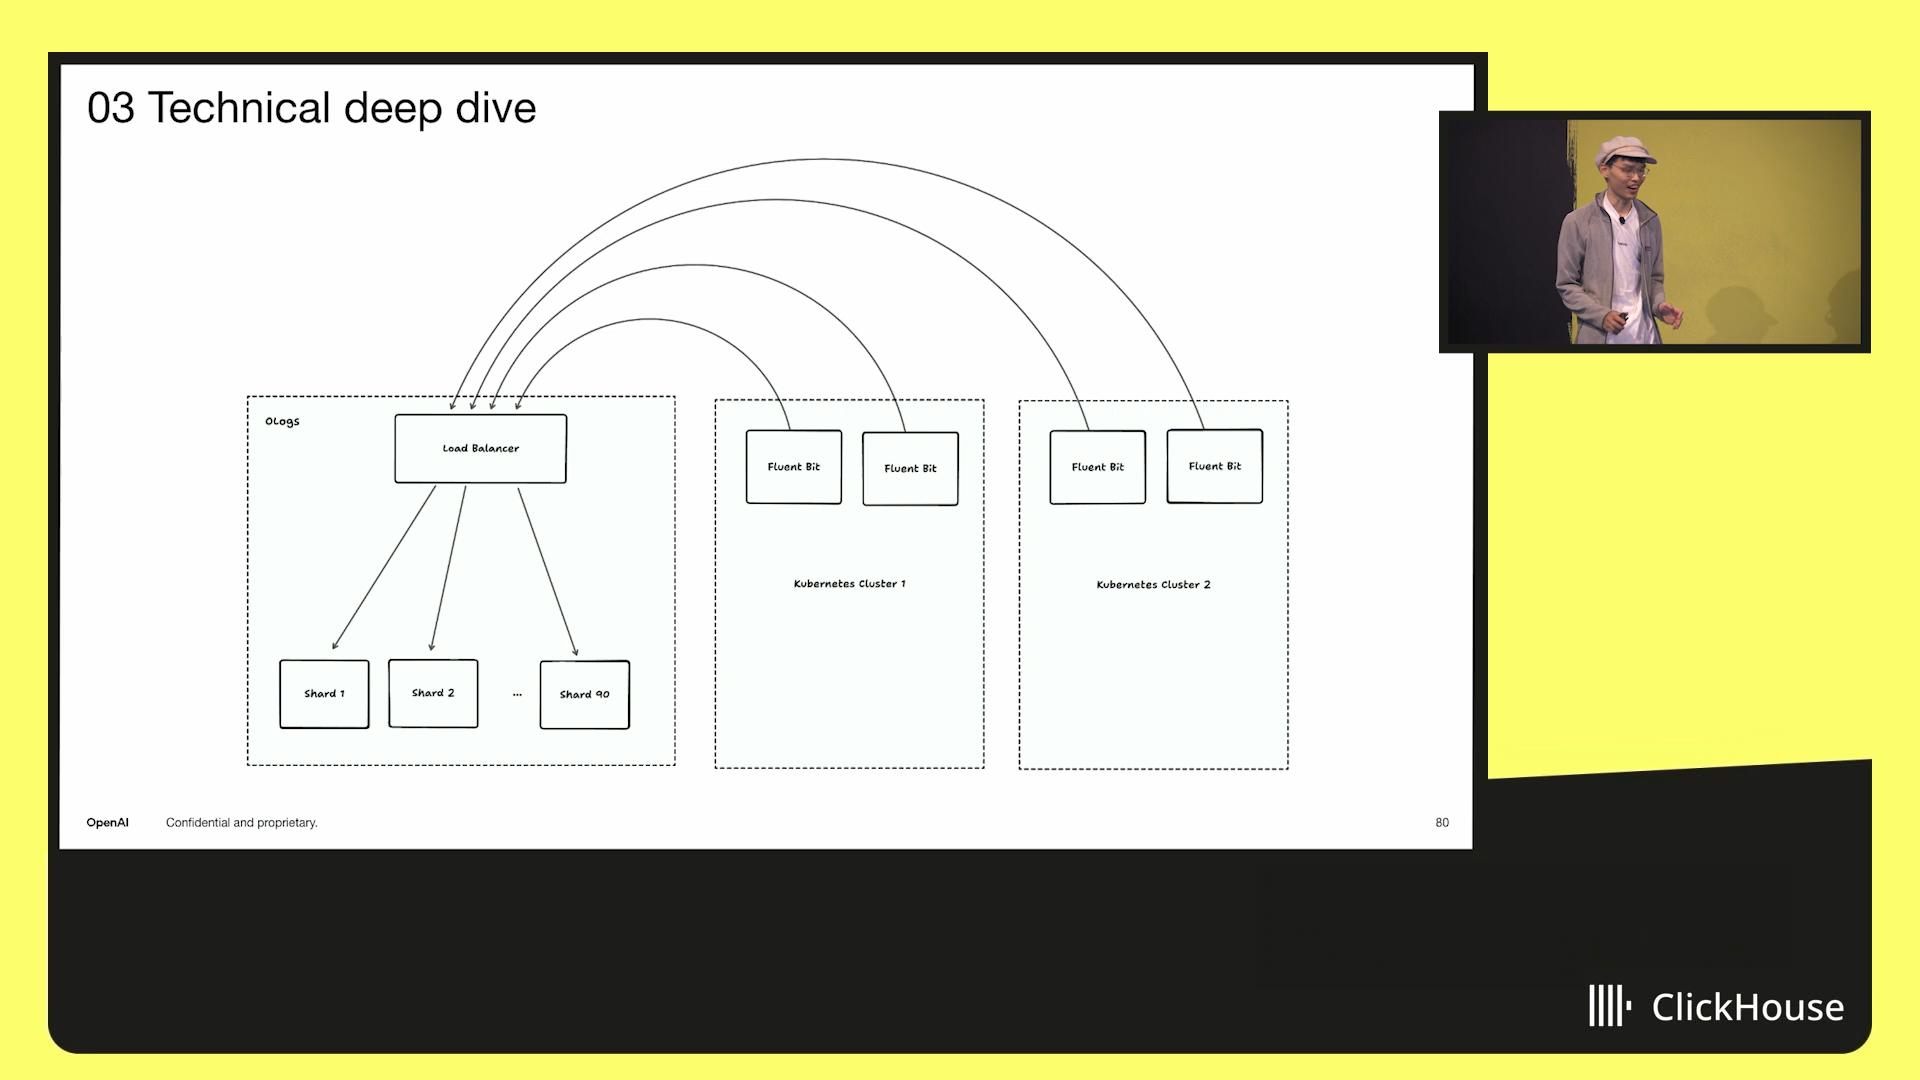 03 Technical deep dive
OLogs
Load Balancer
Fluent Bit
Fluent Bit
Fluent Bit
Fluent Bit
Kubernetes Cluster 1
Kubernetes Cluster 2
Shard 1
Shard 2
...
Shard 90
OpenAI
Confidential and proprietary.
80
ClickHouse